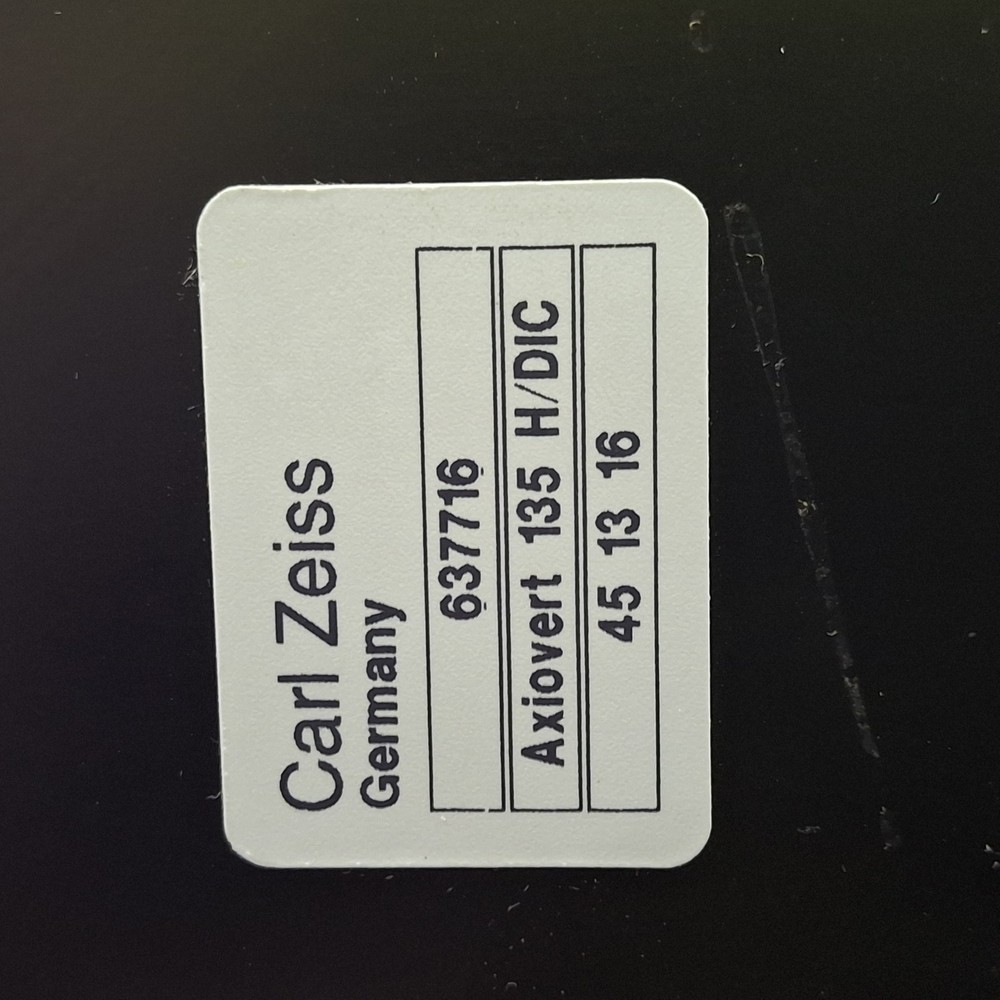 Carl Zeiss
Germany
637716
Axiovert 135 H/DIC
45 13 16